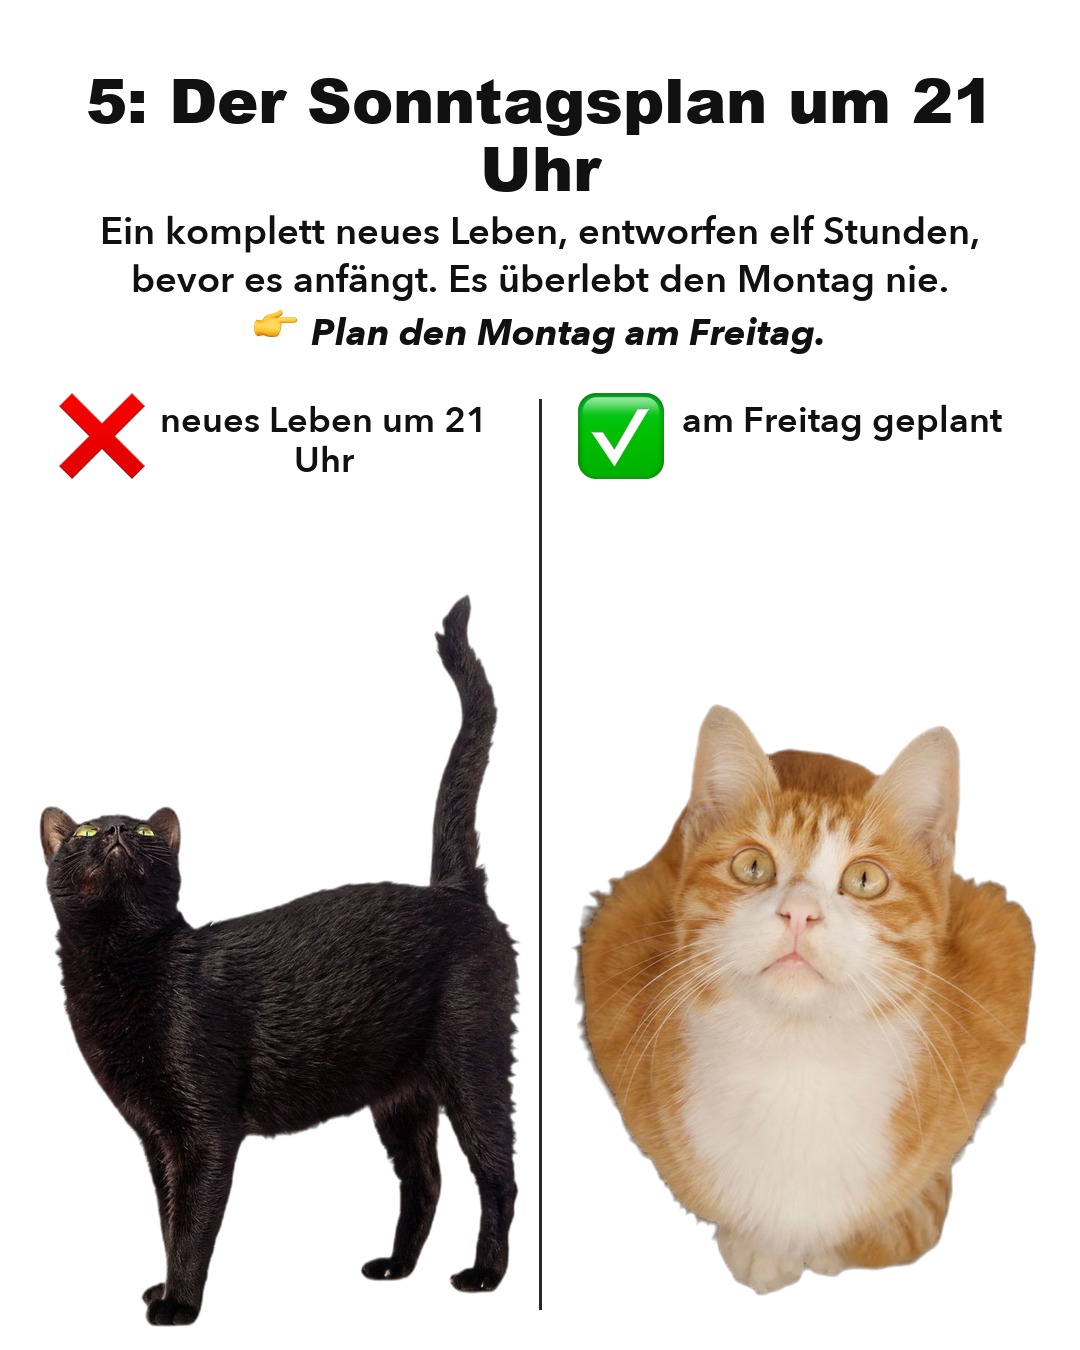 5: Der Sonntagsplan um 21
Uhr
Ein komplett neues Leben, entworfen elf Stunden,
bevor es anfängt. Es überlebt den Montag nie.
👉 Plan den Montag am Freitag.
❌ neues Leben um 21
Uhr
✅ am Freitag geplant